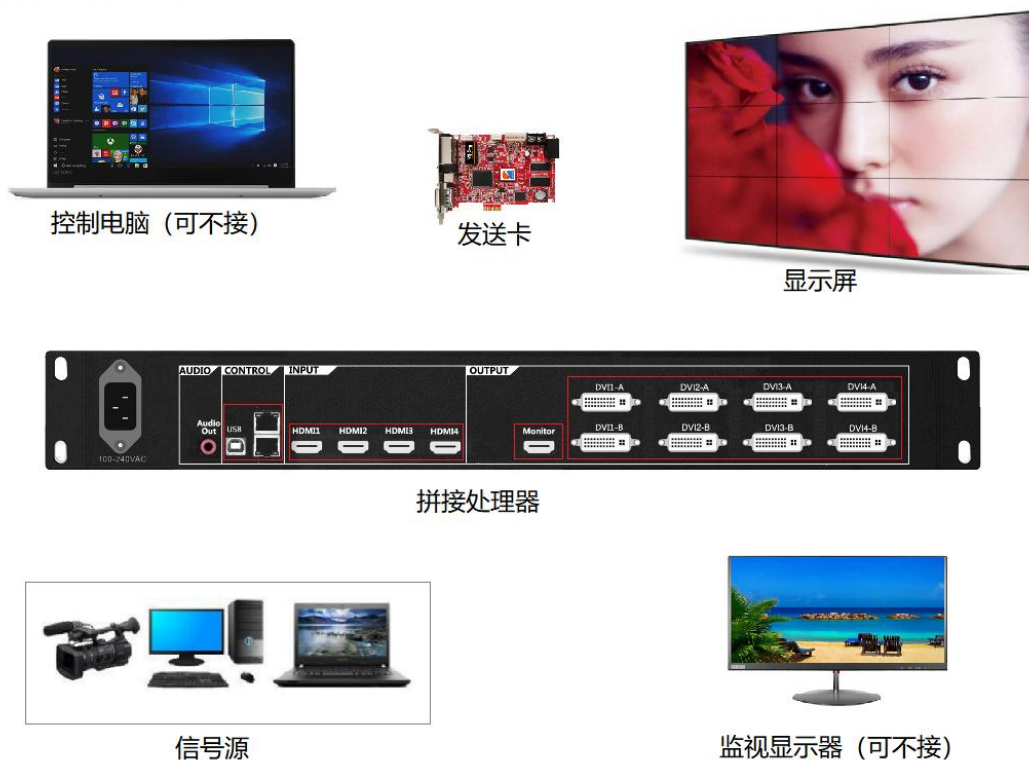 控制电脑（可不接）
发送卡
显示屏
AUDIO
CONTROL
INPUT
OUTPUT
DVI1-A
DVI2-A
DVI3-A
DVI4-A
Audio
Out
USB
HDMI1
HDMI2
HDMI3
HDMI4
Monitor
DVI1-B
DVI2-B
DVI3-B
DVI4-B
100-240VAC
拼接处理器
信号源
监视显示器（可不接）